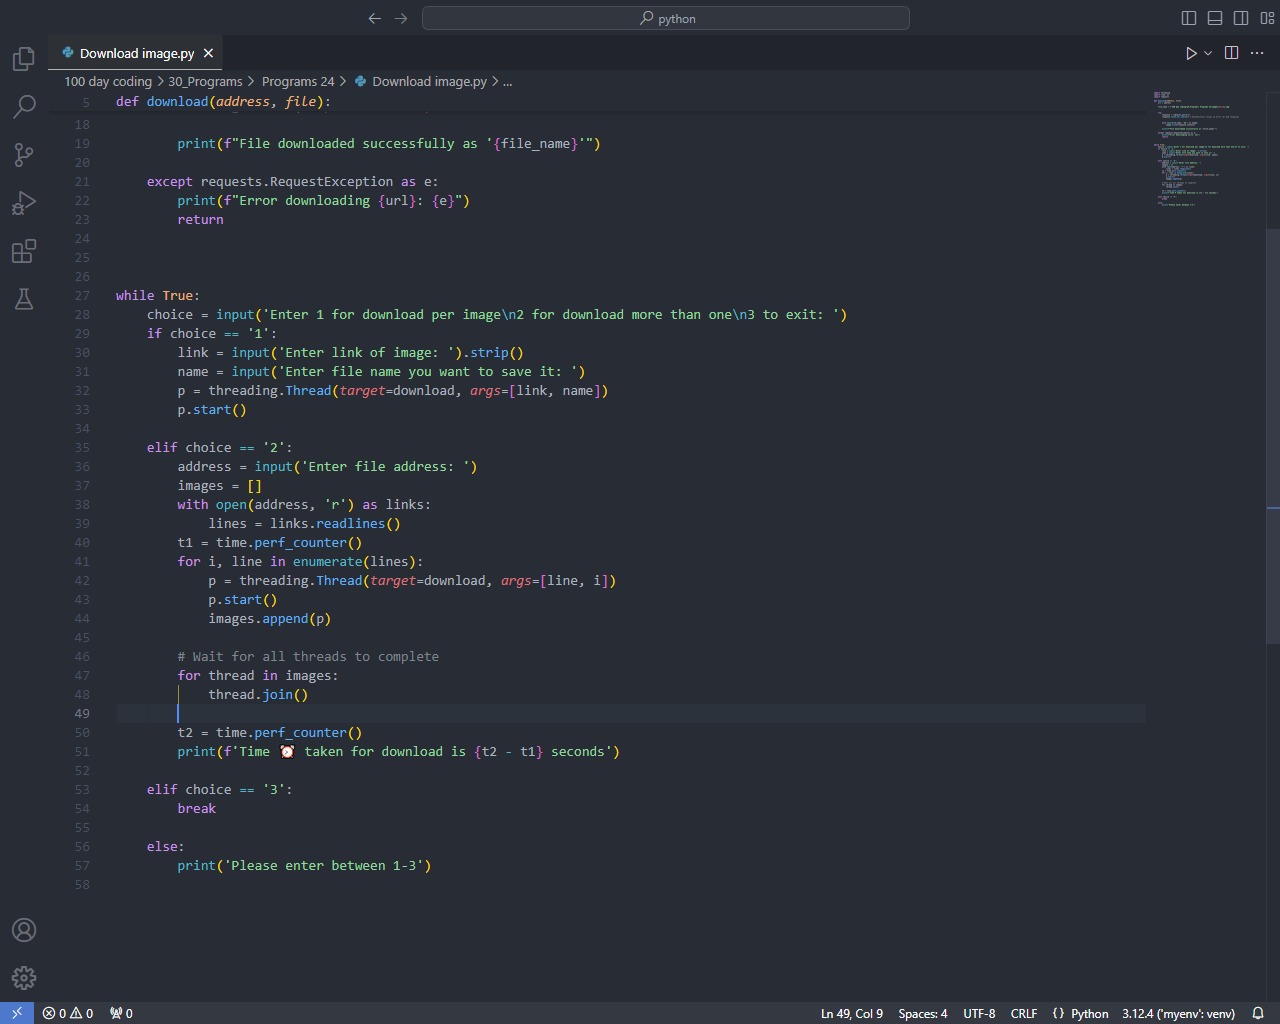 python
Download image.py
100 day coding > 30_Programs > Programs 24 > Download image.py > ...
5 def download(address, file):
18
19 print(f"File downloaded successfully as '{file_name}'")
20
21 except requests.RequestException as e:
22 print(f"Error downloading {url}: {e}")
23 return
24
25
26
27 while True:
28 choice = input('Enter 1 for download per image\n2 for download more than one\n3 to exit: ')
29 if choice == '1':
30 link = input('Enter link of image: ').strip()
31 name = input('Enter file name you want to save it: ')
32 p = threading.Thread(target=download, args=[link, name])
33 p.start()
34
35 elif choice == '2':
36 address = input('Enter file address: ')
37 images = []
38 with open(address, 'r') as links:
39 lines = links.readlines()
40 t1 = time.perf_counter()
41 for i, line in enumerate(lines):
42 p = threading.Thread(target=download, args=[line, i])
43 p.start()
44 images.append(p)
45
46 # Wait for all threads to complete
47 for thread in images:
48 thread.join()
49
50 t2 = time.perf_counter()
51 print(f'Time ⏰ taken for download is {t2 - t1} seconds')
52
53 elif choice == '3':
54 break
55
56 else:
57 print('Please enter between 1-3')
58
0 0 0 Ln 49, Col 9 Spaces: 4 UTF-8 CRLF {} Python 3.12.4 ('myenv': venv)